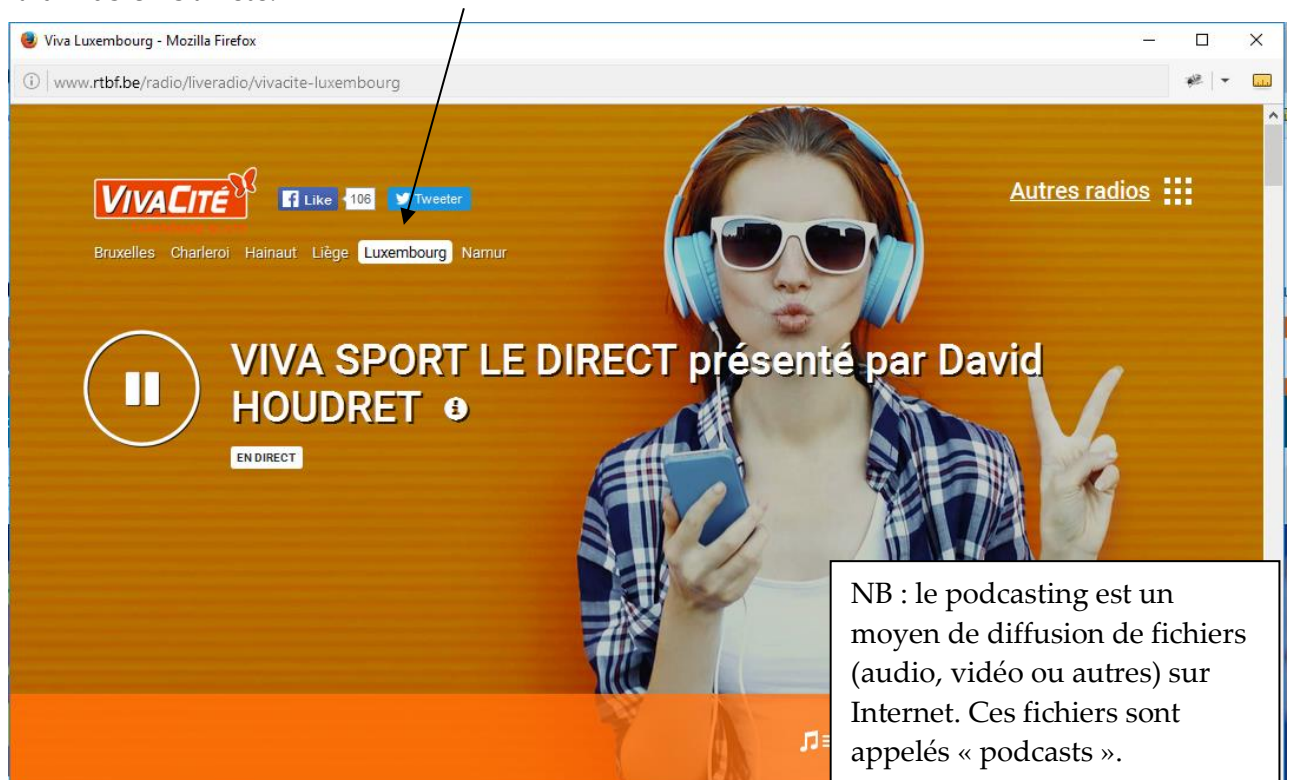 Viva Luxembourg - Mozilla Firefox
www.rtbf.be/radio/liveradio/vivacite-luxembourg
VIVACITÉ
Like 106 Tweeter
Autres radios
Bruxelles Charleroi Hainaut Liège Luxembourg Namur
VIVA SPORT LE DIRECT présenté par David
HOUDRET
EN DIRECT
NB : le podcasting est un
moyen de diffusion de fichiers
(audio, vidéo ou autres) sur
Internet. Ces fichiers sont
appelés « podcasts ».